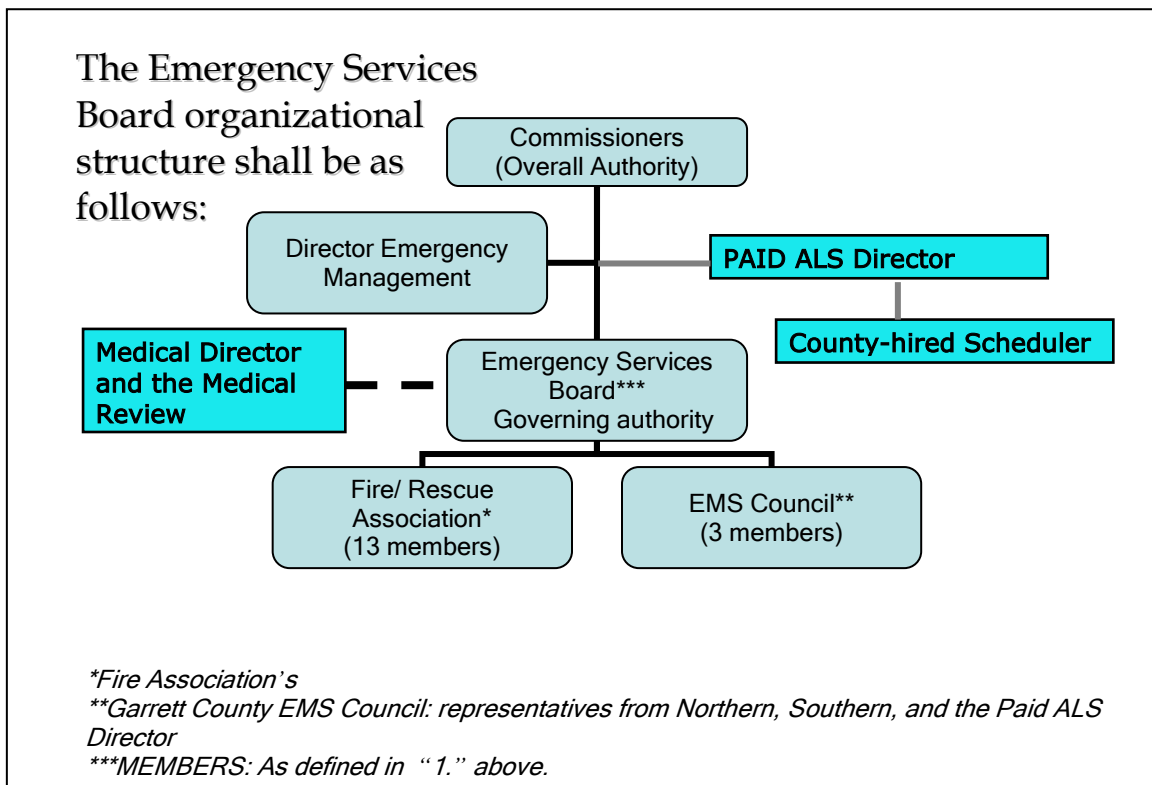 The Emergency Services
Board organizational
structure shall be as
follows:
Commissioners
(Overall Authority)
Director Emergency
Management
PAID ALS Director
County-hired Scheduler
Medical Director
and the Medical
Review
Emergency Services
Board***
Governing authority
Fire/ Rescue
Association*
(13 members)
EMS Council**
(3 members)
*Fire Association’s
**Garrett County EMS Council: representatives from Northern, Southern, and the Paid ALS
Director
***MEMBERS: As defined in “1.” above.